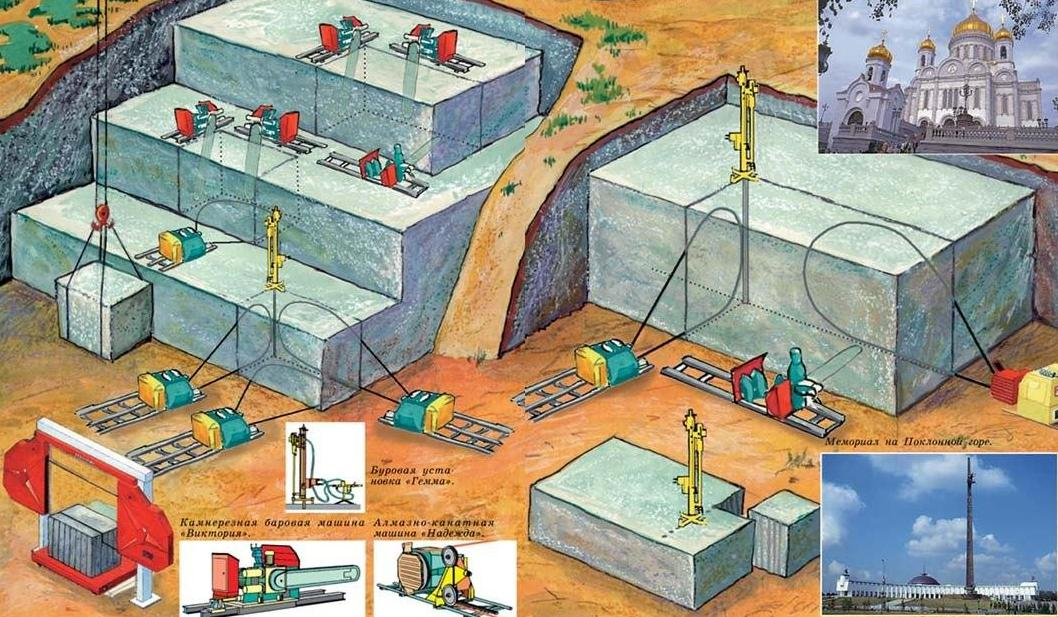 Мемориал на Поклонной горе.
Буровая уста-
новка «Гемма».
Камнерезная баровая машина
«Виктория».
Алмазно-канатная
машина «Надежда».